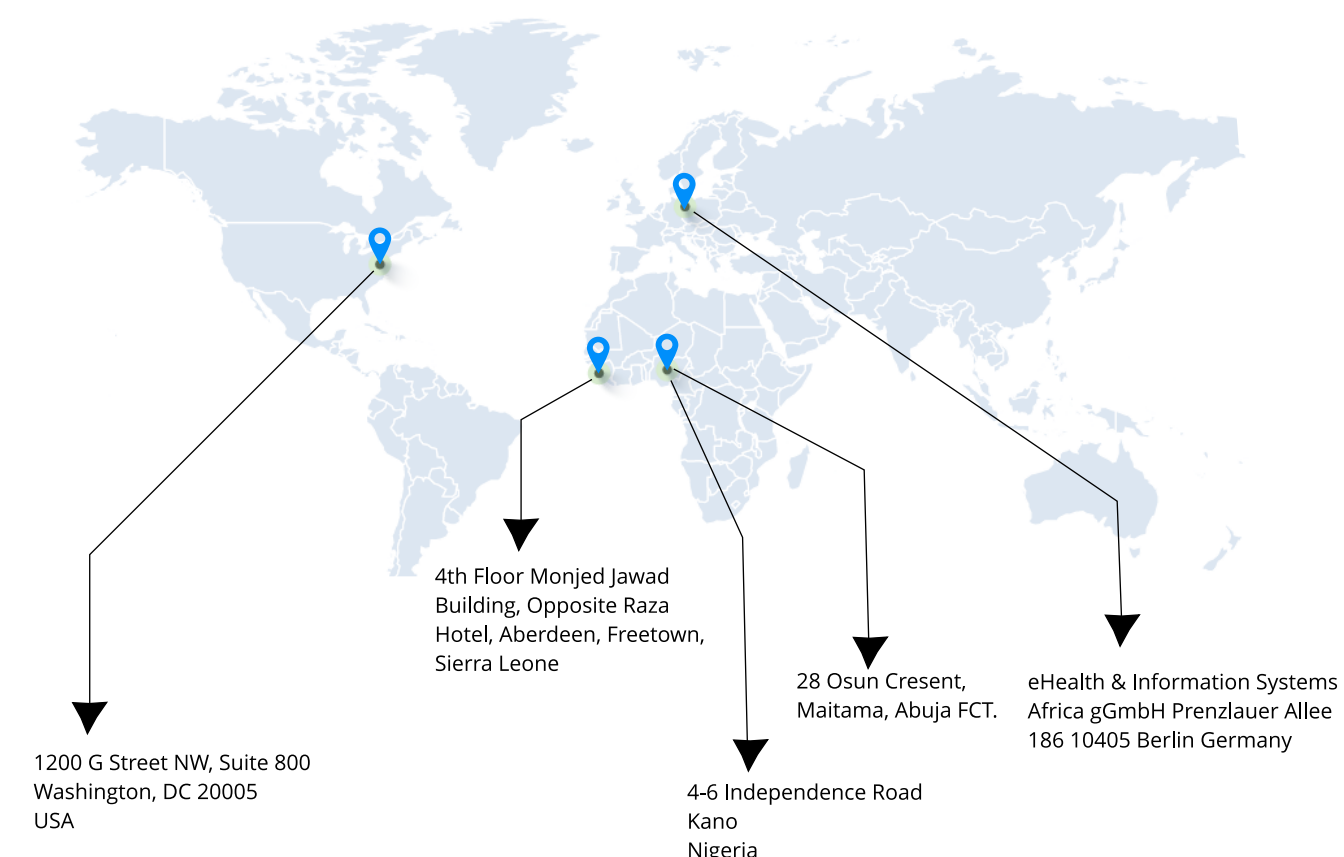 4th Floor Monjed Jawad
Building, Opposite Raza
Hotel, Aberdeen, Freetown,
Sierra Leone
28 Osun Cresent,
Maitama, Abuja FCT.
eHealth & Information Systems
Africa gGmbH Prenzlauer Allee
186 10405 Berlin Germany
1200 G Street NW, Suite 800
Washington, DC 20005
USA
4-6 Independence Road
Kano
Nigeria